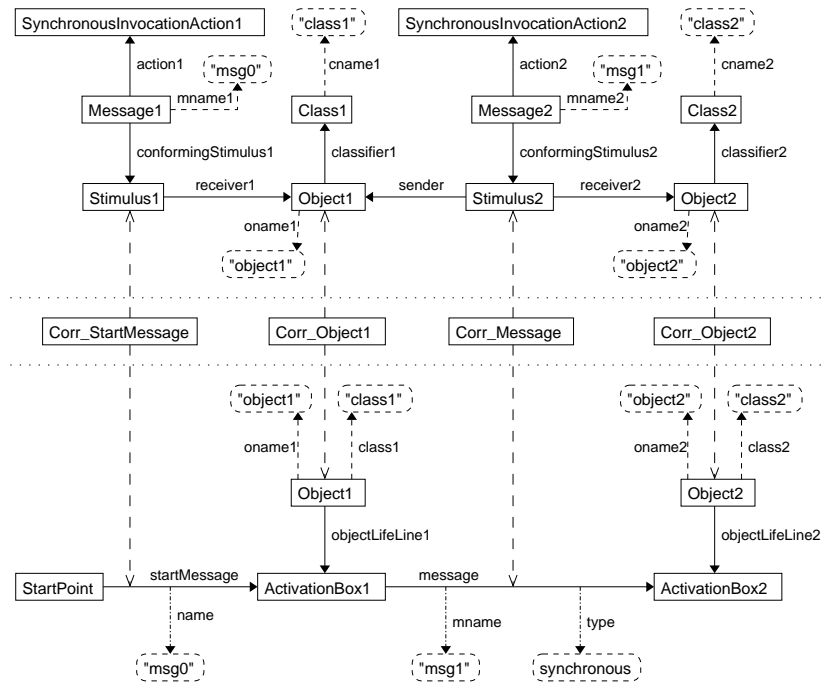 SynchronousInvocationAction1
"class1"
SynchronousInvocationAction2
"class2"
action1
"msg0"
cname1
action2
"msg1"
cname2
Message1
mname1
Class1
Message2
mname2
Class2
conformingStimulus1
classifier1
conformingStimulus2
classifier2
Stimulus1
receiver1
Object1
sender
Stimulus2
receiver2
Object2
oname1
oname2
"object1"
"object2"
Corr_StartMessage
Corr_Object1
Corr_Message
Corr_Object2
"object1"
"class1"
"object2"
"class2"
oname1
class1
oname2
class2
Object1
Object2
objectLifeLine1
objectLifeLine2
StartPoint
startMessage
ActivationBox1
message
ActivationBox2
name
mname
type
"msg0"
"msg1"
synchronous